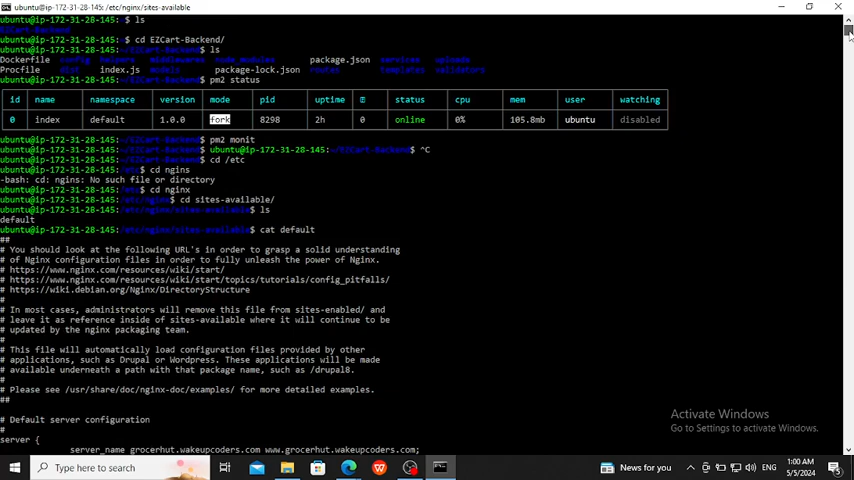 ubuntu@ip-172-31-28-145: /etc/nginx/sites-available
ubuntu@ip-172-31-28-145:~$ ls
EZCart-Backend
ubuntu@ip-172-31-28-145:~$ cd EZCart-Backend/
ubuntu@ip-172-31-28-145:~/EZCart-Backend$ ls
Dockerfile config helpers middlewares node_modules package.json services uploads
Procfile dist index.js models package-lock.json routes templates validators
ubuntu@ip-172-31-28-145:~/EZCart-Backend$ pm2 status
id name namespace version mode pid uptime status cpu mem user watching
0 index default 1.0.0 fork 8298 2h 0 online 0% 105.8mb ubuntu disabled
ubuntu@ip-172-31-28-145:~/EZCart-Backend$ pm2 monit
ubuntu@ip-172-31-28-145:~/EZCart-Backend$ ^C
ubuntu@ip-172-31-28-145:~/EZCart-Backend$ cd /etc
ubuntu@ip-172-31-28-145:/etc$ cd ngins
-bash: cd: ngins: No such file or directory
ubuntu@ip-172-31-28-145:/etc$ cd nginx
ubuntu@ip-172-31-28-145:/etc/nginx$ cd sites-available/
ubuntu@ip-172-31-28-145:/etc/nginx/sites-available$ ls
default
ubuntu@ip-172-31-28-145:/etc/nginx/sites-available$ cat default
##
# You should look at the following URL's in order to grasp a solid understanding
# of Nginx configuration files in order to fully unleash the power of Nginx.
# https://www.nginx.com/resources/wiki/start/
# https://www.nginx.com/resources/wiki/start/topics/tutorials/config_pitfalls/
# https://wiki.debian.org/Nginx/DirectoryStructure
#
# In most cases, administrators will remove this file from sites-enabled/ and
# leave it as reference inside of sites-available where it will continue to be
# updated by the nginx packaging team.
#
# This file will automatically load configuration files provided by other
# applications, such as Drupal or Wordpress. These applications will be made
# available underneath a path with that package name, such as /drupal8.
#
# Please see /usr/share/doc/nginx-doc/examples/ for more detailed examples.
##
# Default server configuration
#
server {
server_name grocerhut.wakeupcoders.com www.grocerhut.wakeupcoders.com;
Activate Windows
Go to Settings to activate Windows.
Type here to search
News for you
ENG
1:00 AM
5/5/2024
5